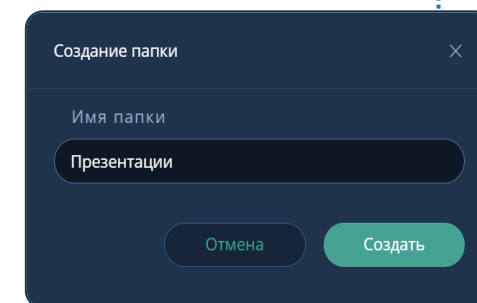 Создание папки
Имя папки
Презентации
Отмена
Создать